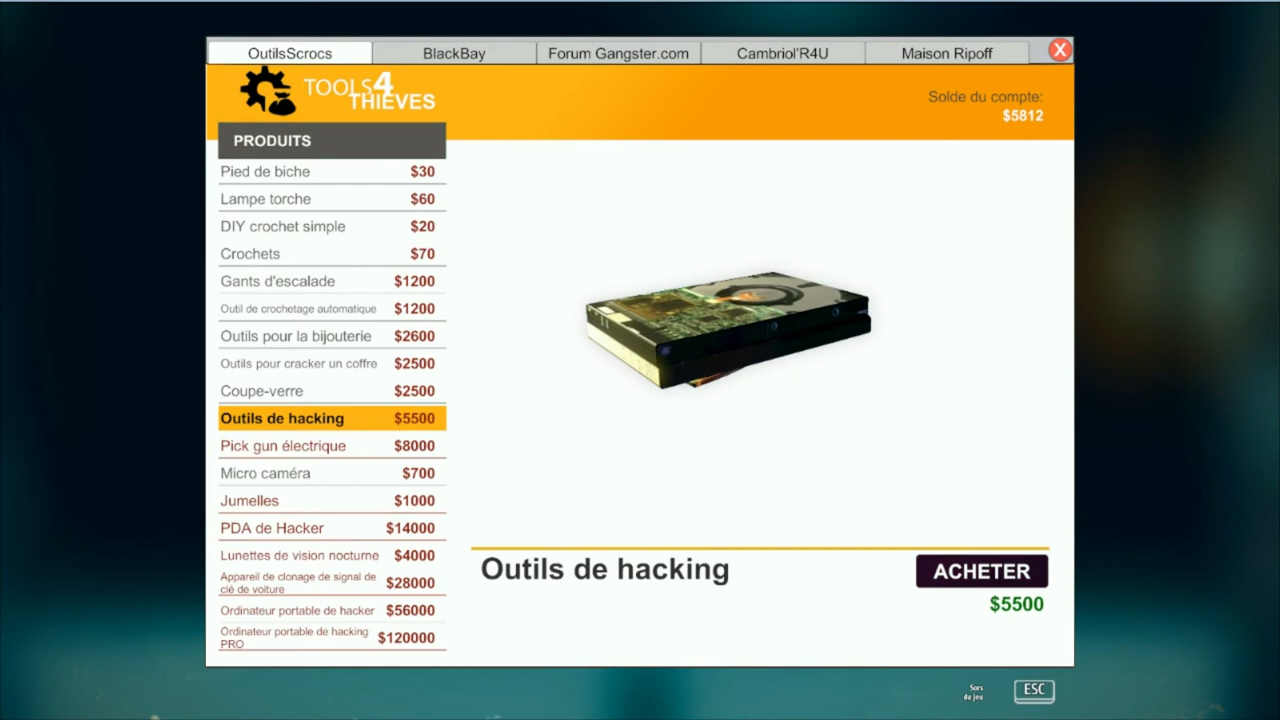 OutilsScrocs
BlackBay
Forum Gangster.com
Cambriol'R4U
Maison Ripoff
X
TOOLS 4
THIEVES
Solde du compte:
$5812
PRODUITS
Pied de biche $30
Lampe torche $60
DIY crochet simple $20
Crochets $70
Gants d'escalade $1200
Outil de crochetage automatique $1200
Outils pour la bijouterie $2600
Outils pour cracker un coffre $2500
Coupe-verre $2500
Outils de hacking $5500
Pick gun électrique $8000
Micro caméra $700
Jumelles $1000
PDA de Hacker $14000
Lunettes de vision nocturne $4000
Appareil de clonage de signal de
clé de voiture $28000
Ordinateur portable de hacker $56000
Ordinateur portable de hacking
PRO $120000
Outils de hacking
ACHETER
$5500
Sors
du jeu
ESC